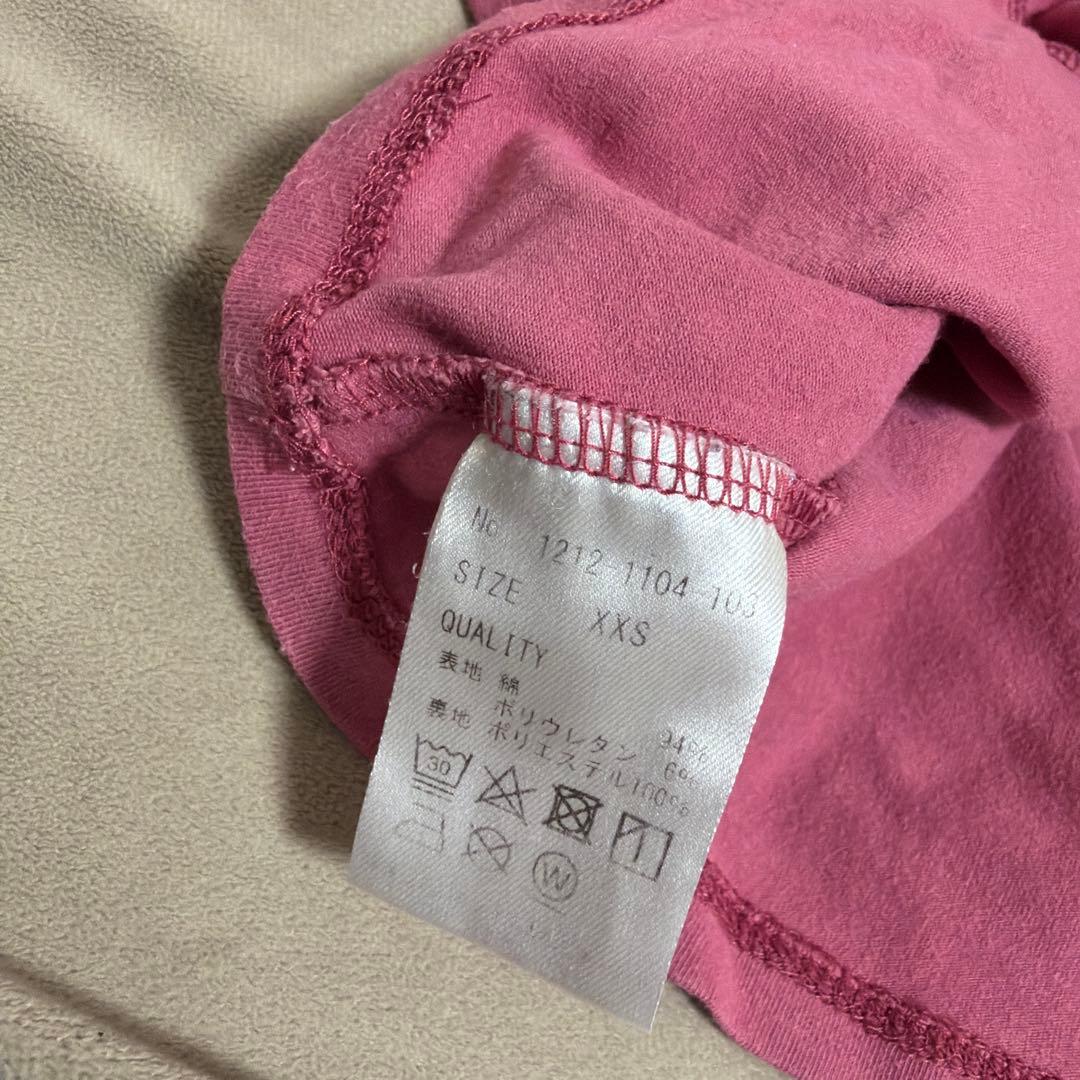 No. 1212-1104-103
SIZE XXS
QUALITY
表地 綿 94%
ポリウレタン 6%
裏地 ポリエステル100%
30
W